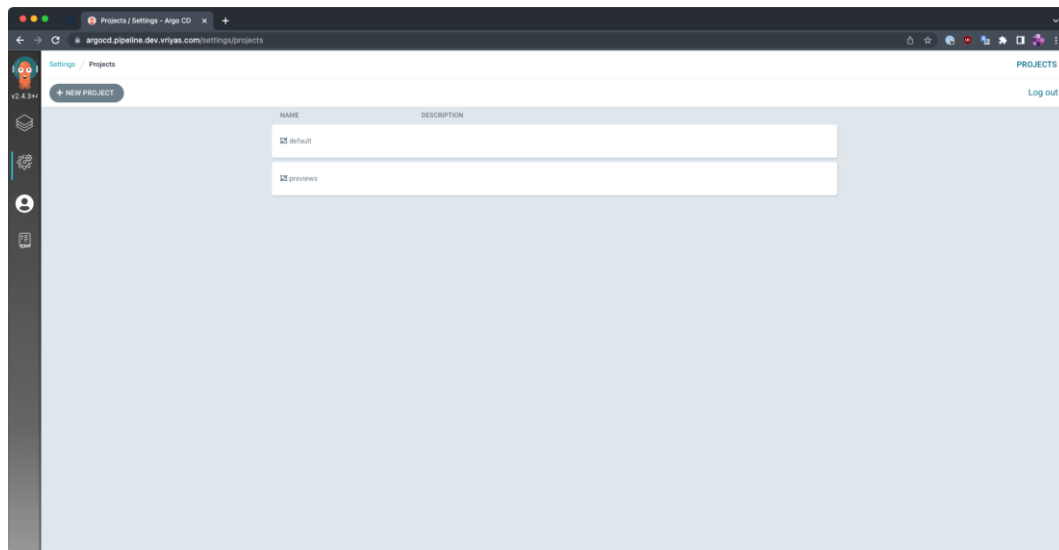 Projects / Settings - Argo CD
argocd.pipeline.dev.vriyas.com/settings/projects
Settings / Projects
PROJECTS
v2.4.3+
+ NEW PROJECT
Log out
NAME DESCRIPTION
default
previews